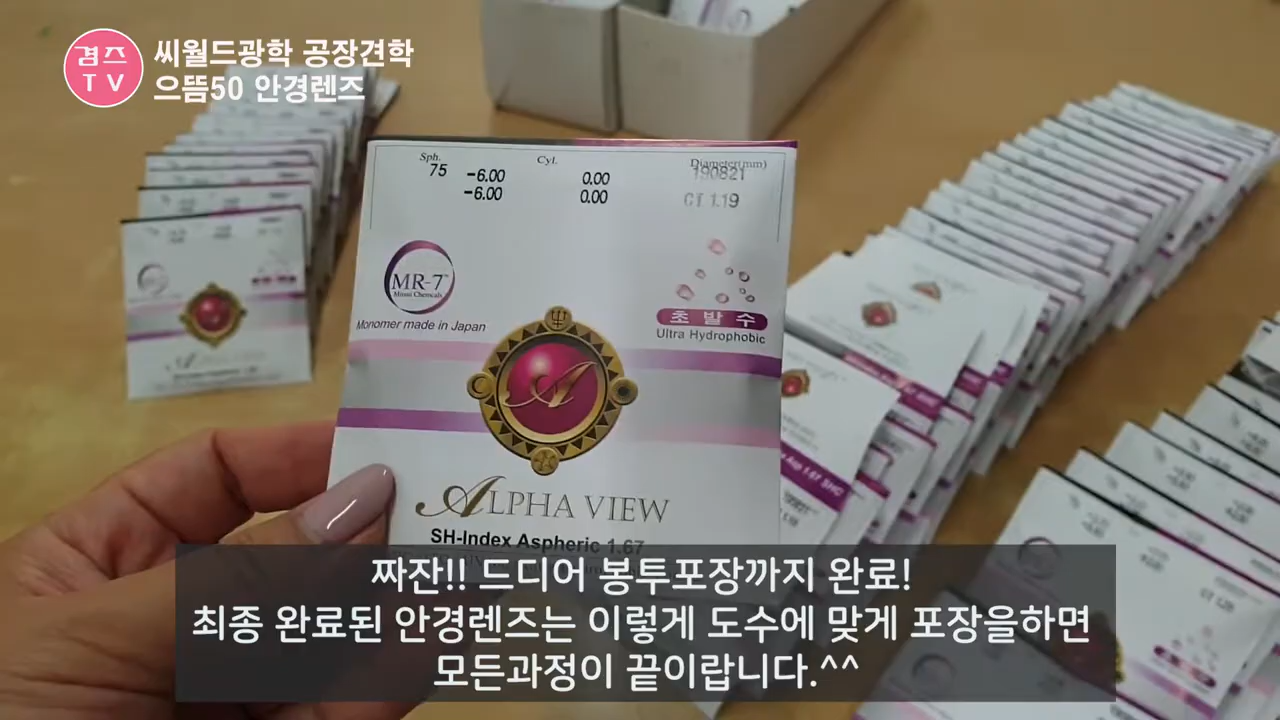 겸즈
TV
씨월드광학 공장견학
으뜸50 안경렌즈
Sph.
Cyl.
Diameter(mm)
75 -6.00 0.00 190821
-6.00 0.00 CT 1.19
MR-7™
Mitsui Chemicals
Monomer made in Japan
초발수
Ultra Hydrophobic
A
ALPHA VIEW
SH-Index Aspheric 1.67
짜잔!! 드디어 봉투포장까지 완료!
최종 완료된 안경렌즈는 이렇게 도수에 맞게 포장을하면
모든과정이 끝이랍니다.^^